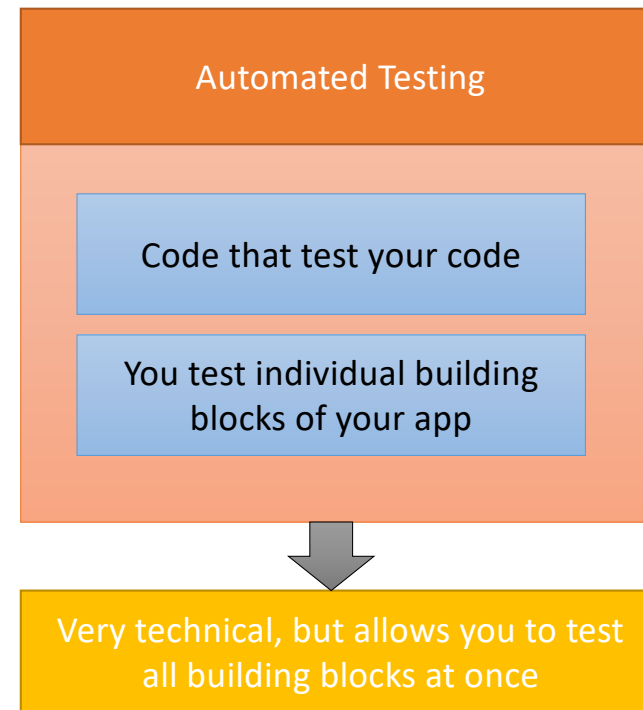 Automated Testing
Code that test your code
You test individual building
blocks of your app
Very technical, but allows you to test
all building blocks at once